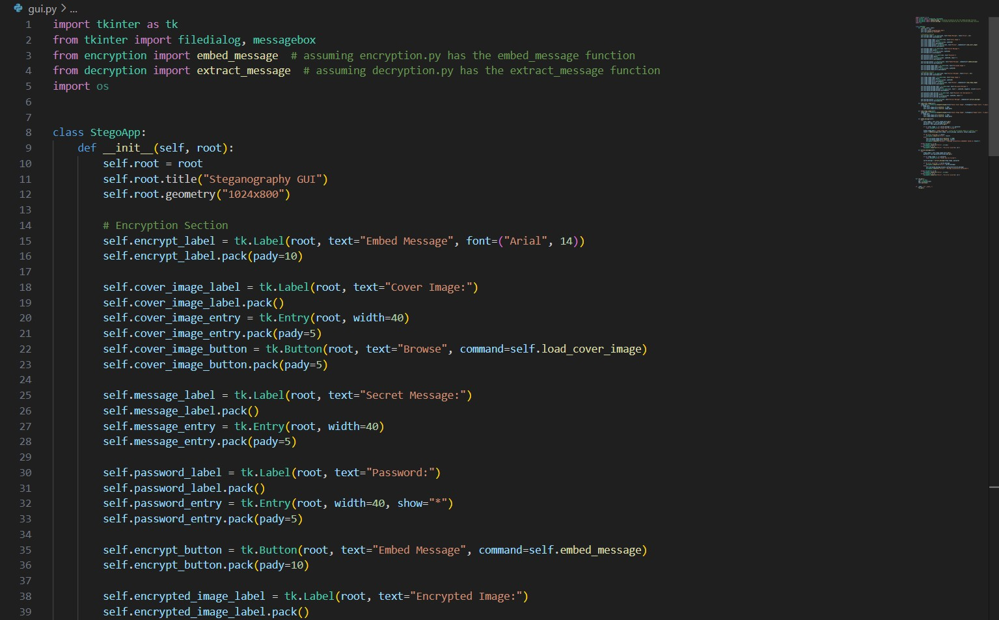 gui.py > ...
1 import tkinter as tk
2 from tkinter import filedialog, messagebox
3 from encryption import embed_message  # assuming encryption.py has the embed_message function
4 from decryption import extract_message  # assuming decryption.py has the extract_message function
5 import os
6
7
8 class StegoApp:
9     def __init__(self, root):
10         self.root = root
11         self.root.title("Steganography GUI")
12         self.root.geometry("1024x800")
13
14         # Encryption Section
15         self.encrypt_label = tk.Label(root, text="Embed Message", font=("Arial", 14))
16         self.encrypt_label.pack(pady=10)
17
18         self.cover_image_label = tk.Label(root, text="Cover Image:")
19         self.cover_image_label.pack()
20         self.cover_image_entry = tk.Entry(root, width=40)
21         self.cover_image_entry.pack(pady=5)
22         self.cover_image_button = tk.Button(root, text="Browse", command=self.load_cover_image)
23         self.cover_image_button.pack(pady=5)
24
25         self.message_label = tk.Label(root, text="Secret Message:")
26         self.message_label.pack()
27         self.message_entry = tk.Entry(root, width=40)
28         self.message_entry.pack(pady=5)
29
30         self.password_label = tk.Label(root, text="Password:")
31         self.password_label.pack()
32         self.password_entry = tk.Entry(root, width=40, show="*")
33         self.password_entry.pack(pady=5)
34
35         self.encrypt_button = tk.Button(root, text="Embed Message", command=self.embed_message)
36         self.encrypt_button.pack(pady=10)
37
38         self.encrypted_image_label = tk.Label(root, text="Encrypted Image:")
39         self.encrypted_image_label.pack()